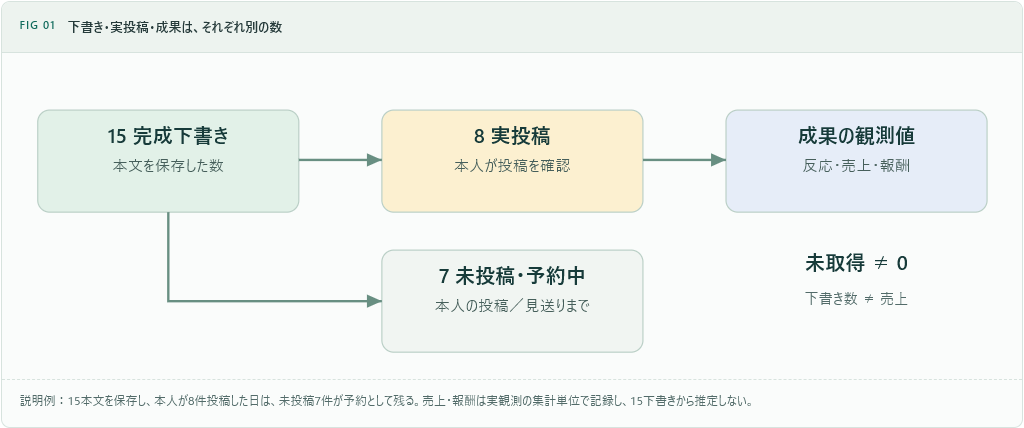 FIG 01 下書き・実投稿・成果は、それぞれ別の数
15 完成下書き
本文を保存した数
8 実投稿
本人が投稿を確認
成果の観測値
反応・売上・報酬
7 未投稿・予約中
本人の投稿／見送りまで
未取得 ≠ 0
下書き数 ≠ 売上
説明例：15本文を保存し、本人が8件投稿した日は、未投稿7件が予約として残る。売上・報酬は実観測の集計単位で記録し、15下書きから推定しない。